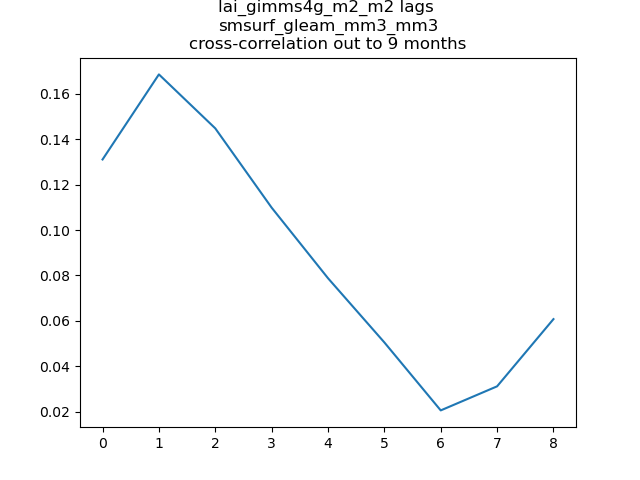 lai_gimms4g_m2_m2 lags
smsurf_gleam_mm3_mm3
cross-correlation out to 9 months
0.16
0.14
0.12
0.10
0.08
0.06
0.04
0.02
0 1 2 3 4 5 6 7 8